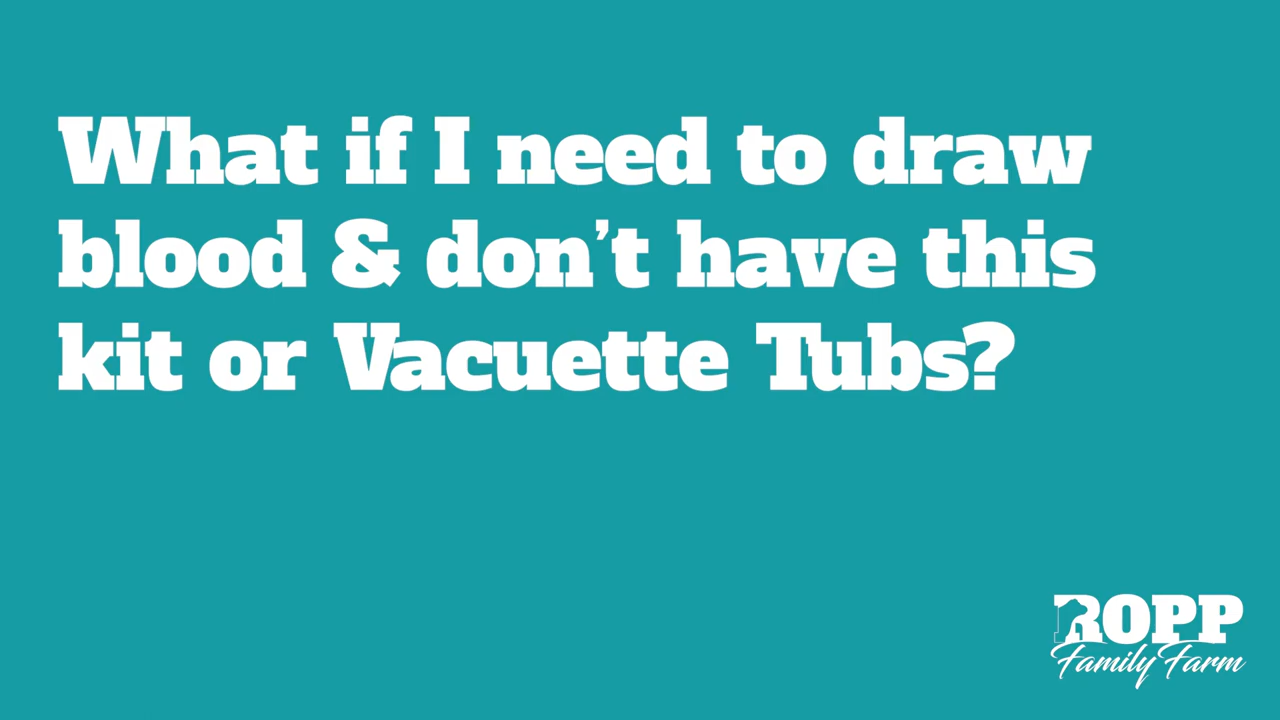 What if I need to draw
blood & don't have this
kit or Vacuette Tubs?
ROPP
Family Farm